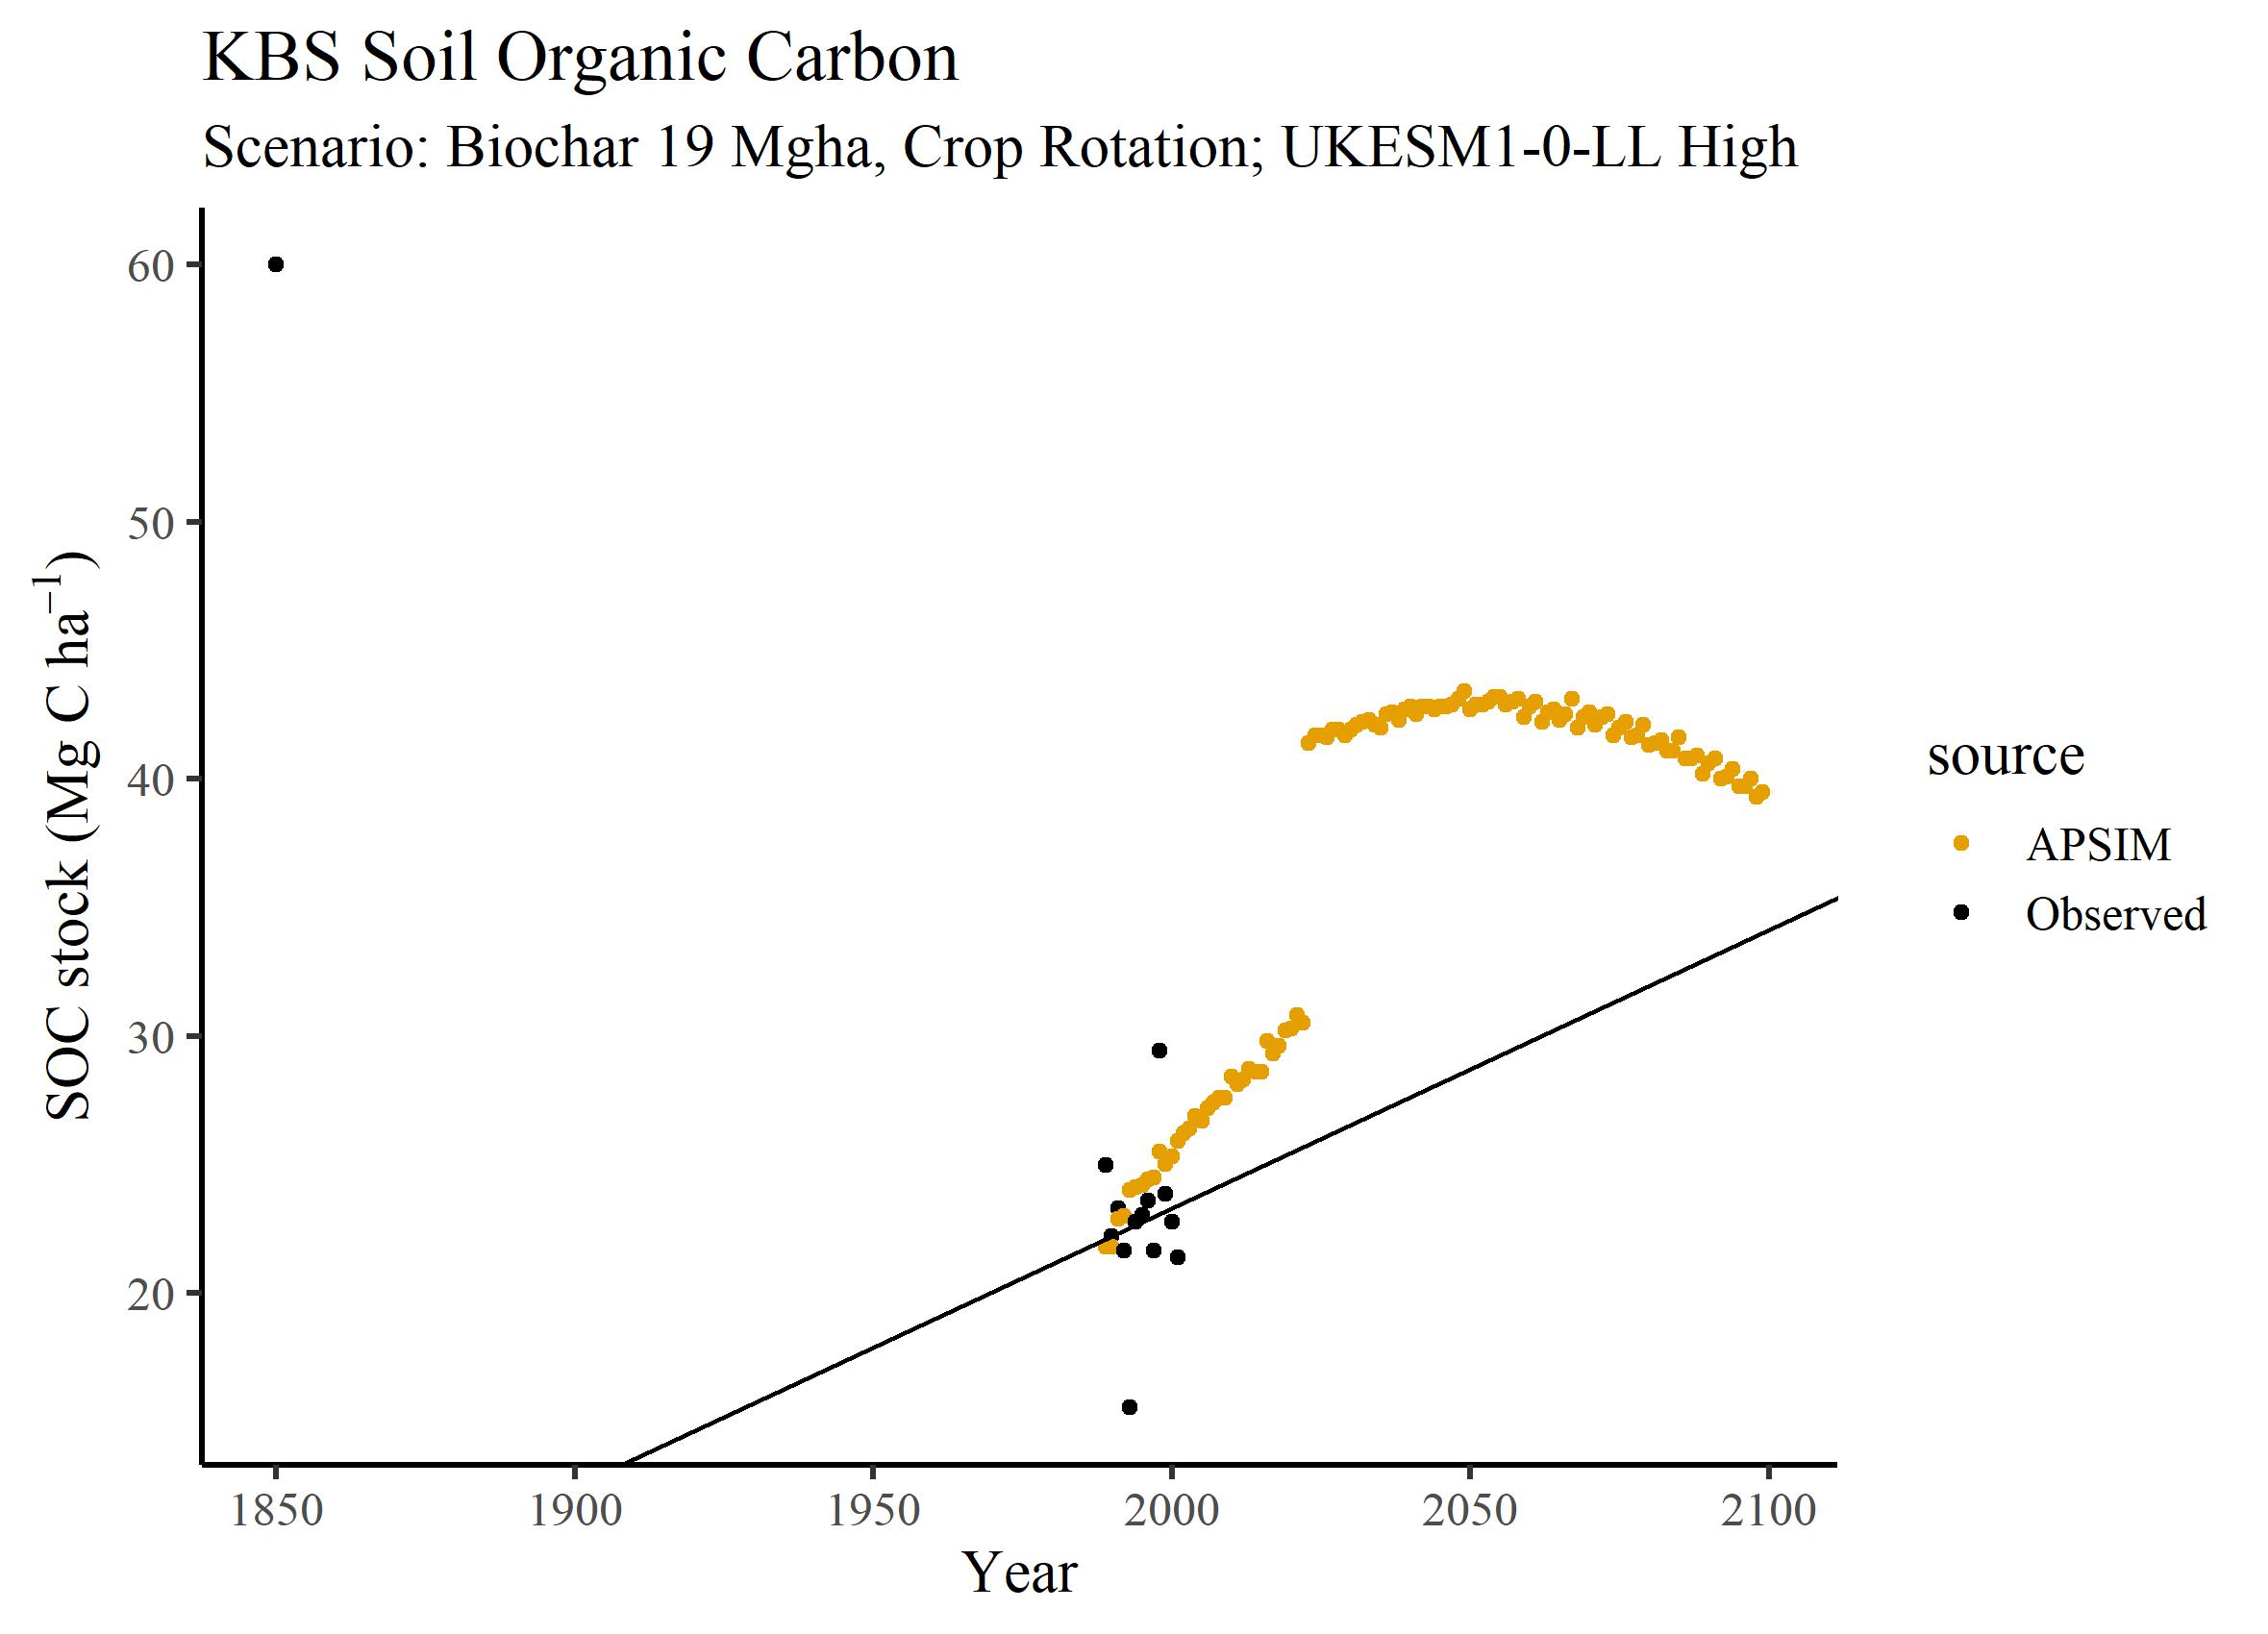 KBS Soil Organic Carbon
Scenario: Biochar 19 Mgha, Crop Rotation; UKESM1-0-LL High
SOC stock (Mg C ha⁻¹)
60
50
40
30
20
1850
1900
1950
2000
2050
2100
Year
source
APSIM
Observed